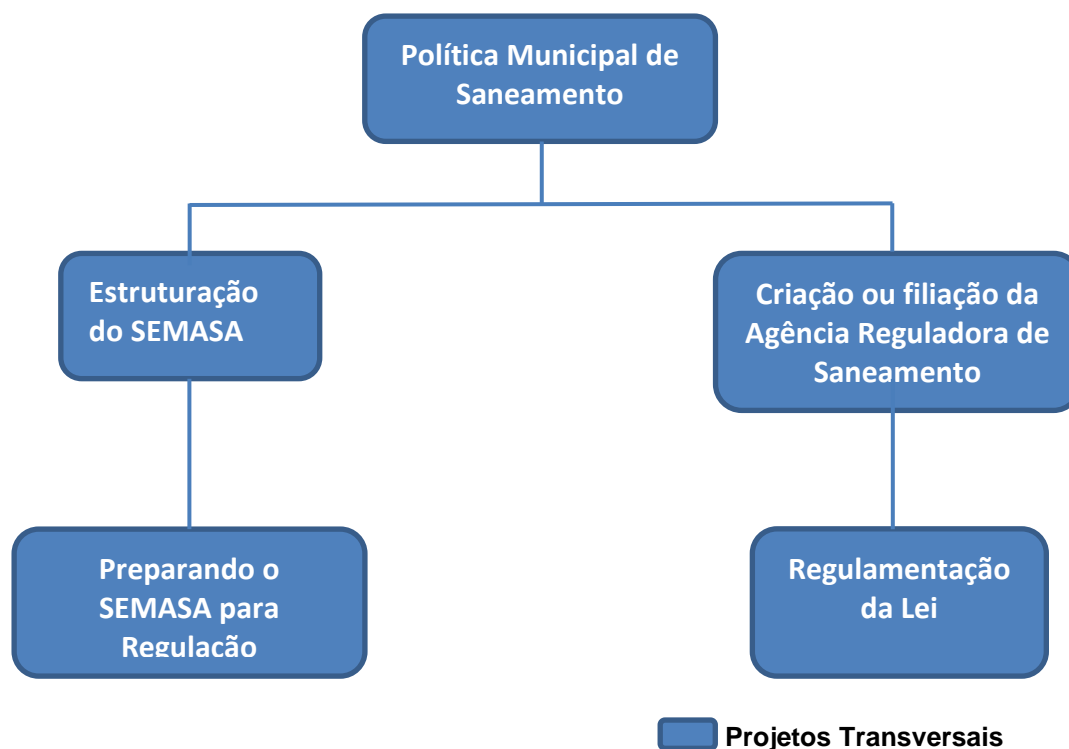 Política Municipal de
Saneamento
Estruturação
do SEMASA
Criação ou filiação da
Agência Reguladora de
Saneamento
Preparando o
SEMASA para
Regulação
Regulamentação
da Lei
Projetos Transversais